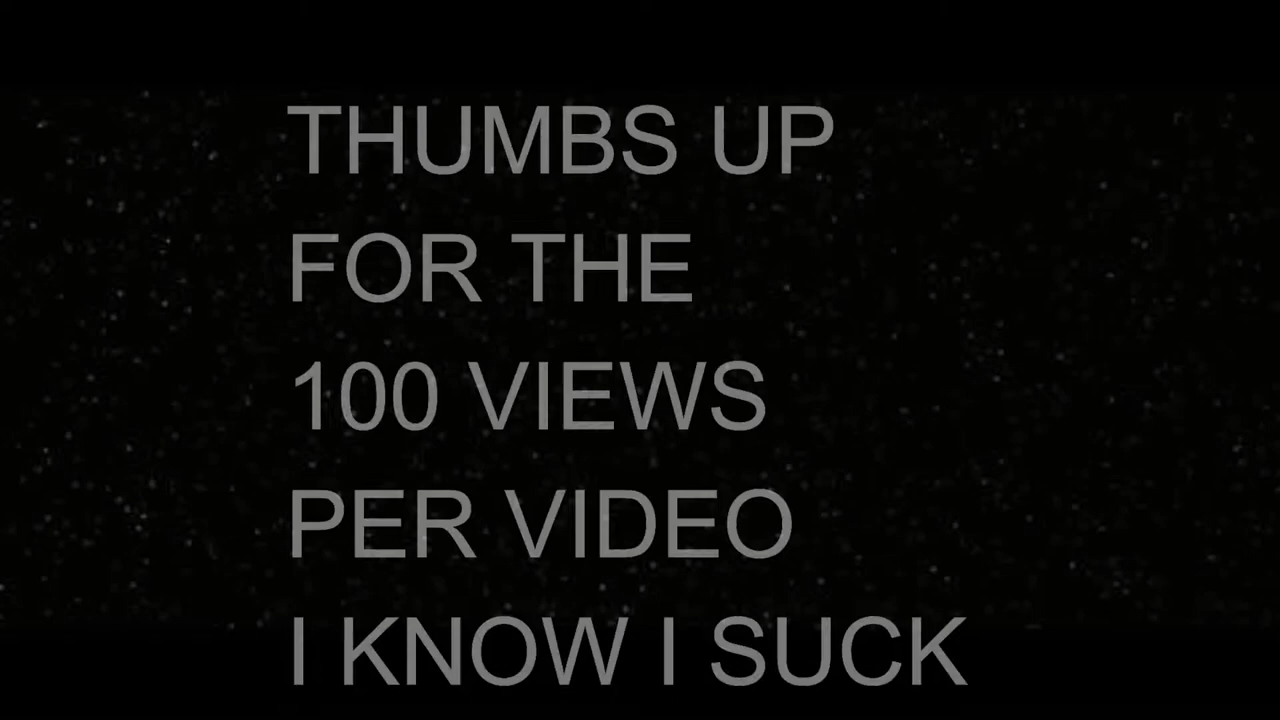 THUMBS UP
FOR THE
100 VIEWS
PER VIDEO
I KNOW I SUCK